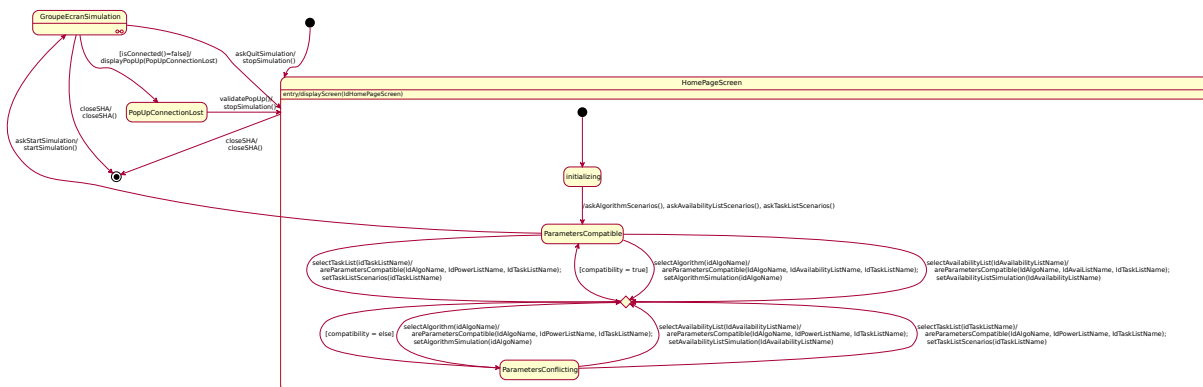 GroupeEcranSimulation
[isConnected()=false]/
displayPopUp(PopUpConnectionLost)
askQuitSimulation/
stopSimulation()
HomePageScreen
entry/displayScreen(IdHomePageScreen)
PopUpConnectionLost
validatePopUp()/
stopSimulation()
closeSHA/
closeSHA()
askStartSimulation/
startSimulation()
closeSHA/
closeSHA()
initializing
/askAlgorithmScenarios(), askAvailabilityListScenarios(), askTaskListScenarios()
ParametersCompatible
selectTaskList(idTaskListName)/
areParametersCompatible(IdAlgoName, IdPowerListName, IdTaskListName);
setTaskListScenarios(idTaskListName)
[compatibility = true]
selectAlgorithm(idAlgoName)/
areParametersCompatible(IdAlgoName, IdAvailabilityListName, IdTaskListName);
setAlgorithmSimulation(idAlgoName)
selectAvailabilityList(IdAvailabilityListName)/
areParametersCompatible(IdAlgoName, IdAvaiListName, IdTaskListName);
setAvailabilityListSimulation(IdAvailabilityListName)
[compatibility = else]
selectAlgorithm(idAlgoName)/
areParametersCompatible(IdAlgoName, IdPowerListName, IdTaskListName);
setAlgorithmSimulation(idAlgoName)
selectAvailabilityList(IdAvailabilityListName)/
areParametersCompatible(IdAlgoName, IdPowerListName, IdTaskListName);
setAvailabilityListSimulation(IdAvailabilityListName)
selectTaskList(idTaskListName)/
areParametersCompatible(IdAlgoName, IdPowerListName, IdTaskListName);
setTaskListScenarios(idTaskListName)
ParametersConflicting